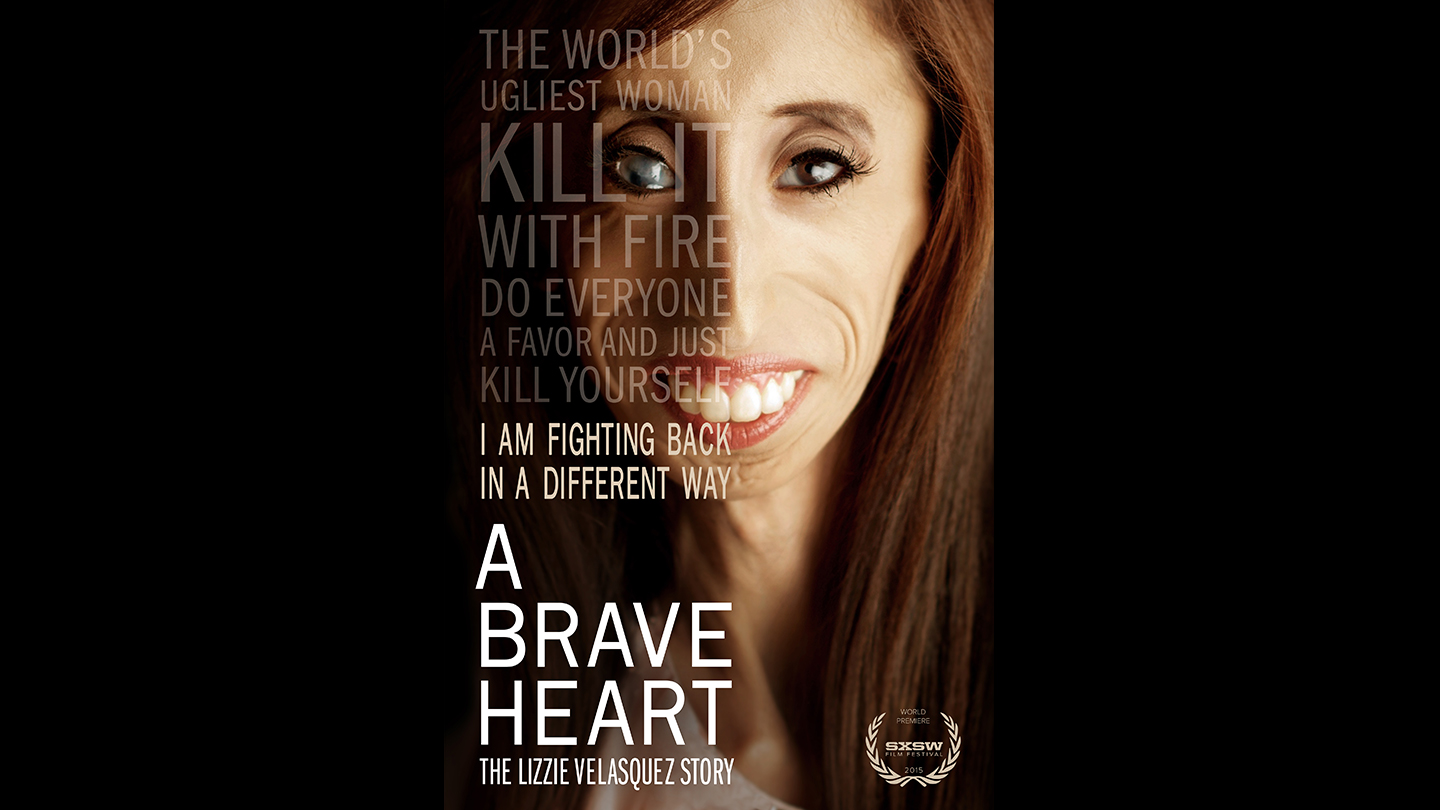 THE WORLD'S
UGLIEST WOMAN
KILL IT
WITH FIRE
DO EVERYONE
A FAVOR AND JUST
KILL YOURSELF
I AM FIGHTING BACK
IN A DIFFERENT WAY
A
BRAVE
HEART
THE LIZZIE VELASQUEZ STORY
WORLD
PREMIERE
SXSW
FILM FESTIVAL
2015